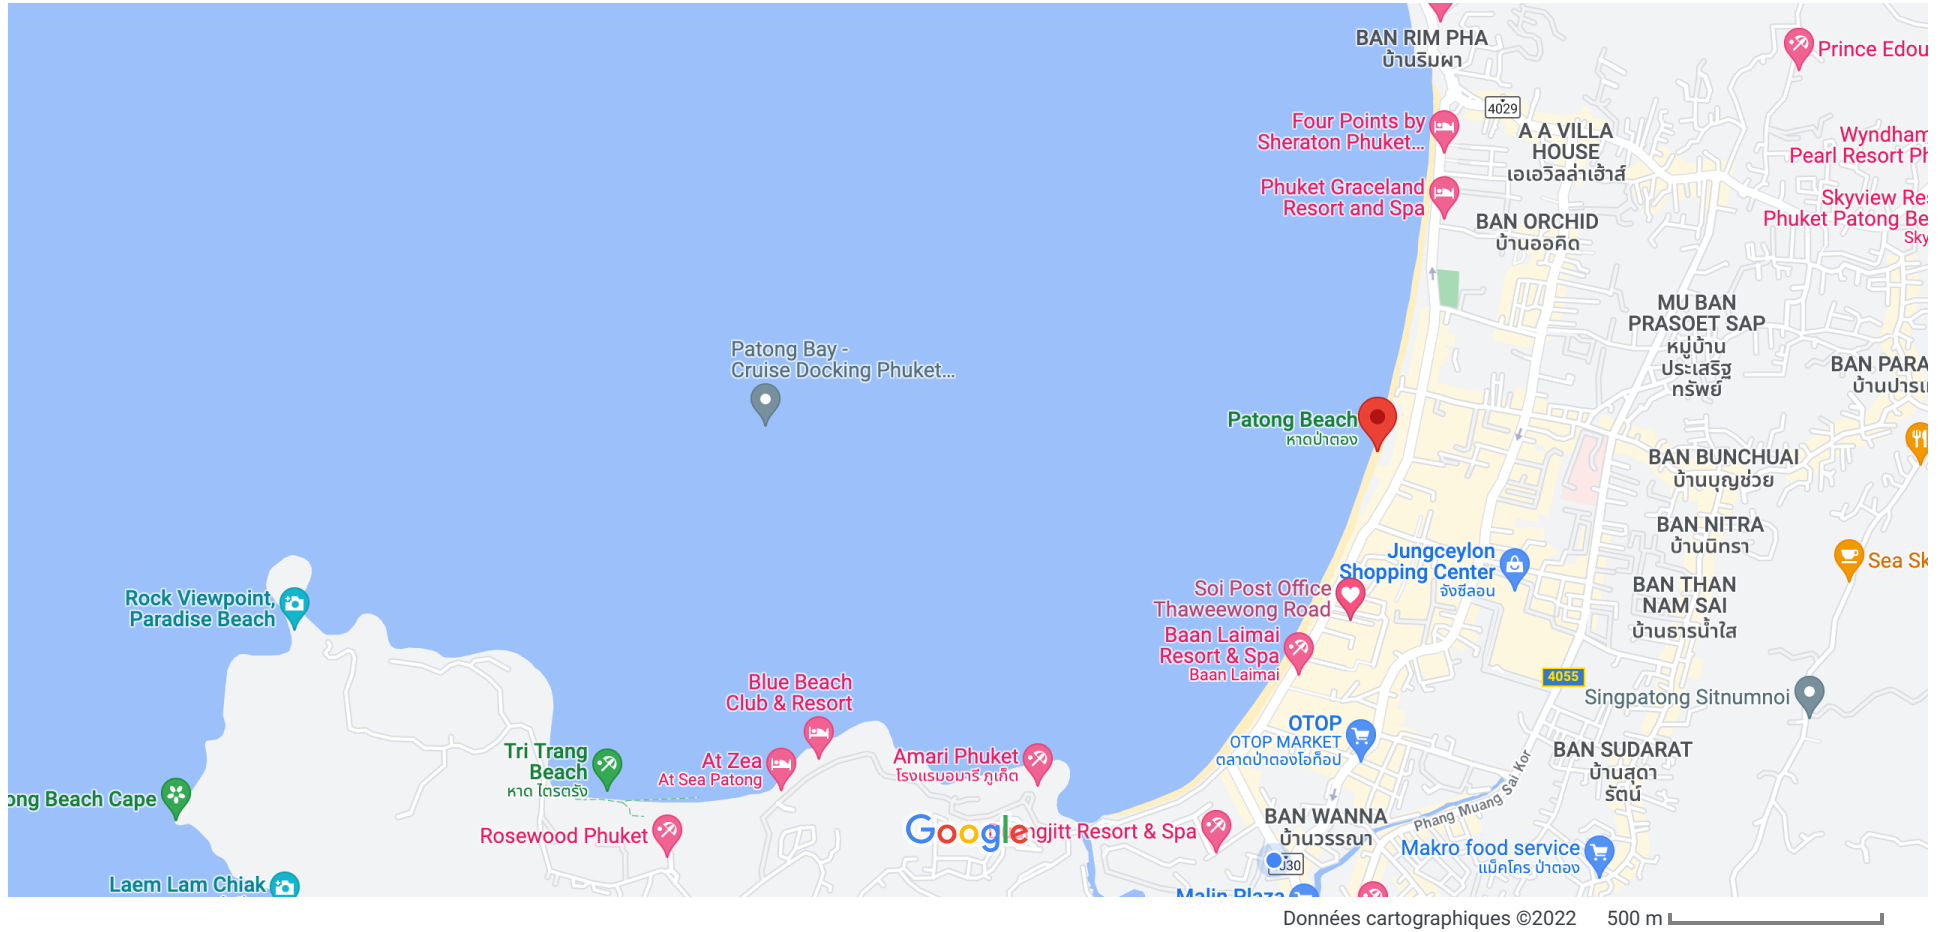 BAN RIM PHA
บ้านริมผา
Prince Edou
4029
Four Points by
Sheraton Phuket...
A A VILLA
HOUSE
เอเอวิลล่าเฮ้าส์
Wyndham
Pearl Resort Ph
Phuket Graceland
Resort and Spa
Skyview Res
Phuket Patong Be
Sky
BAN ORCHID
บ้านออคิด
MU BAN
PRASOET SAP
หมู่บ้าน
ประเสริฐ
ทรัพย์
Patong Bay -
Cruise Docking Phuket...
BAN PARA
บ้านปารเ
Patong Beach
หาดป่าตอง
BAN BUNCHUAI
บ้านบุญช่วย
BAN NITRA
บ้านนิทรา
Jungceylon
Shopping Center
จังซีลอน
Sea Sk
Soi Post Office
Thaweewong Road
BAN THAN
NAM SAI
บ้านธารน้ำใส
Rock Viewpoint,
Paradise Beach
Baan Laimai
Resort & Spa
Baan Laimai
4055
Singpatong Sitnumnoi
Blue Beach
Club & Resort
OTOP
OTOP MARKET
ตลาดป่าตองโอท็อป
Tri Trang
Beach
หาด ไตรตรัง
At Zea
At Sea Patong
Amari Phuket
โรงแรมอมารี ภูเก็ต
BAN SUDARAT
บ้านสุดา
รัตน์
ong Beach Cape
Phang Muang Sai Kor
Rosewood Phuket
Google
ngjitt Resort & Spa
BAN WANNA
บ้านวรรณา
Makro food service
แม็คโคร ป่าตอง
030
Laem Lam Chiak
Malin Plaza
Données cartographiques ©2022
500 m